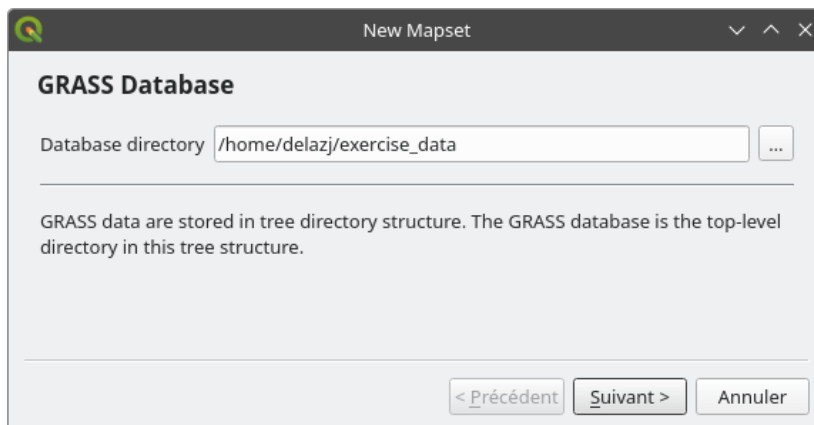 New Mapset
GRASS Database
Database directory /home/delazj/exercise_data ...
GRASS data are stored in tree directory structure. The GRASS database is the top-level
directory in this tree structure.
< Précédent Suivant > Annuler